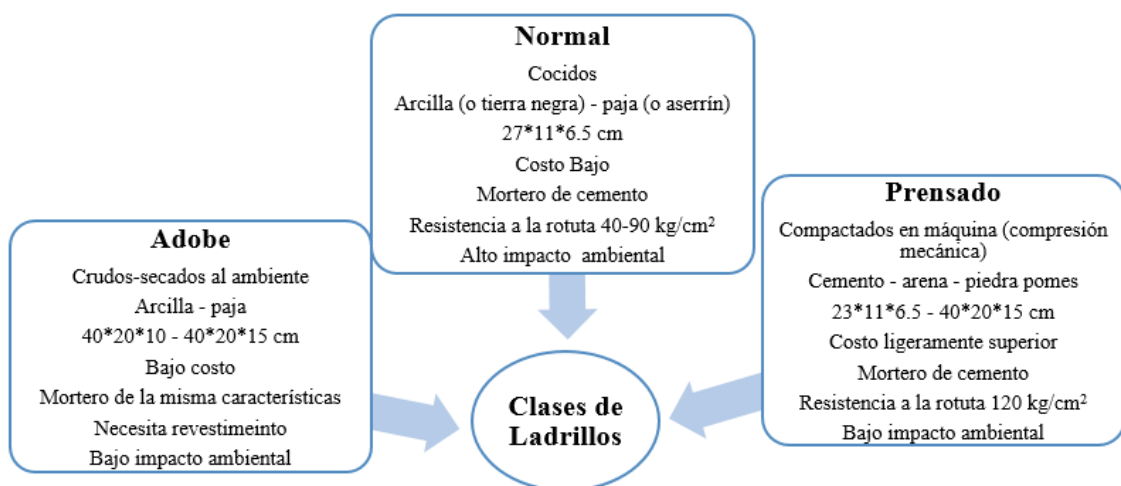 Normal
Cocidos
Arcilla (o tierra negra) - paja (o aserrín)
27*11*6.5 cm
Costo Bajo
Mortero de cemento
Resistencia a la rotuta 40-90 kg/cm²
Alto impacto ambiental
Adobe
Crudos-secados al ambiente
Arcilla - paja
40*20*10 - 40*20*15 cm
Bajo costo
Mortero de la misma características
Necesita revestimeinto
Bajo impacto ambiental
Prensado
Compactados en máquina (compresión
mecánica)
Cemento - arena - piedra pomes
23*11*6.5 - 40*20*15 cm
Costo ligeramente superior
Mortero de cemento
Resistencia a la rotuta 120 kg/cm²
Bajo impacto ambiental
Clases de
Ladrillos